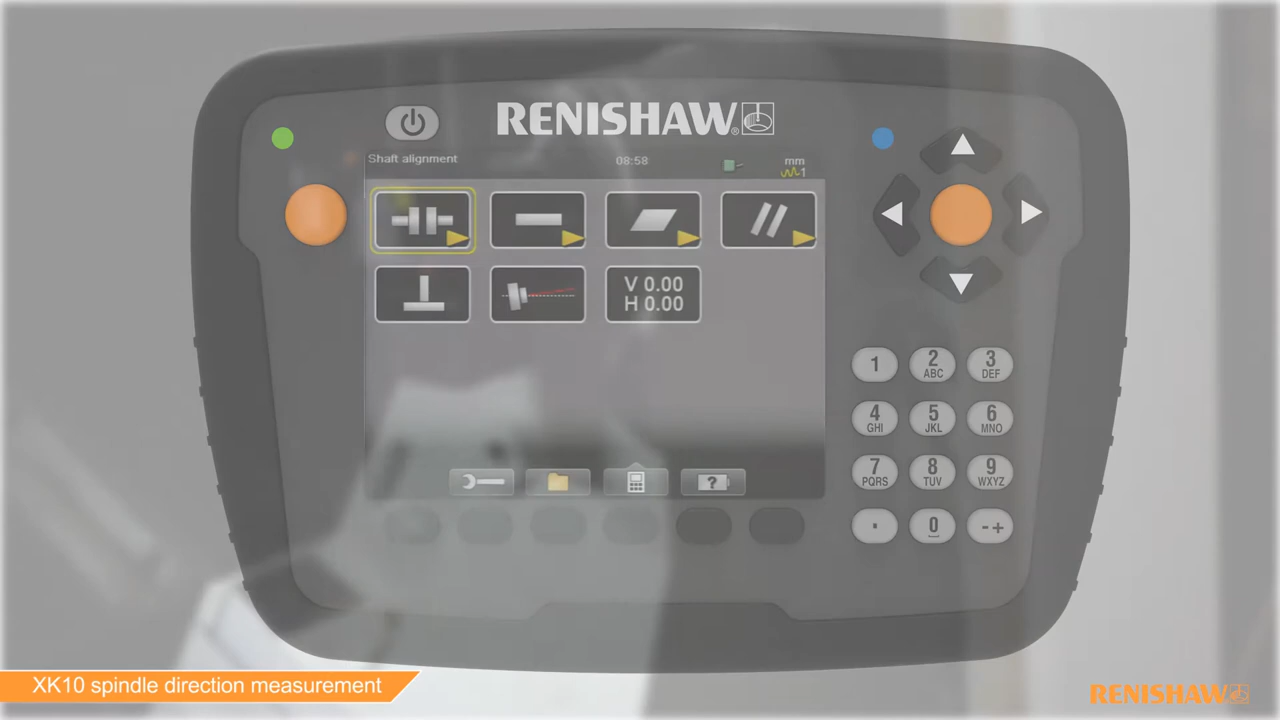 RENISHAW®
Shaft alignment
08:58
mm
1
V 0.00
H 0.00
?
1
2
ABC
3
DEF
4
GHI
5
JKL
6
MNO
7
PQRS
8
TUV
9
WXYZ
.
0
-+
XK10 spindle direction measurement
RENISHAW